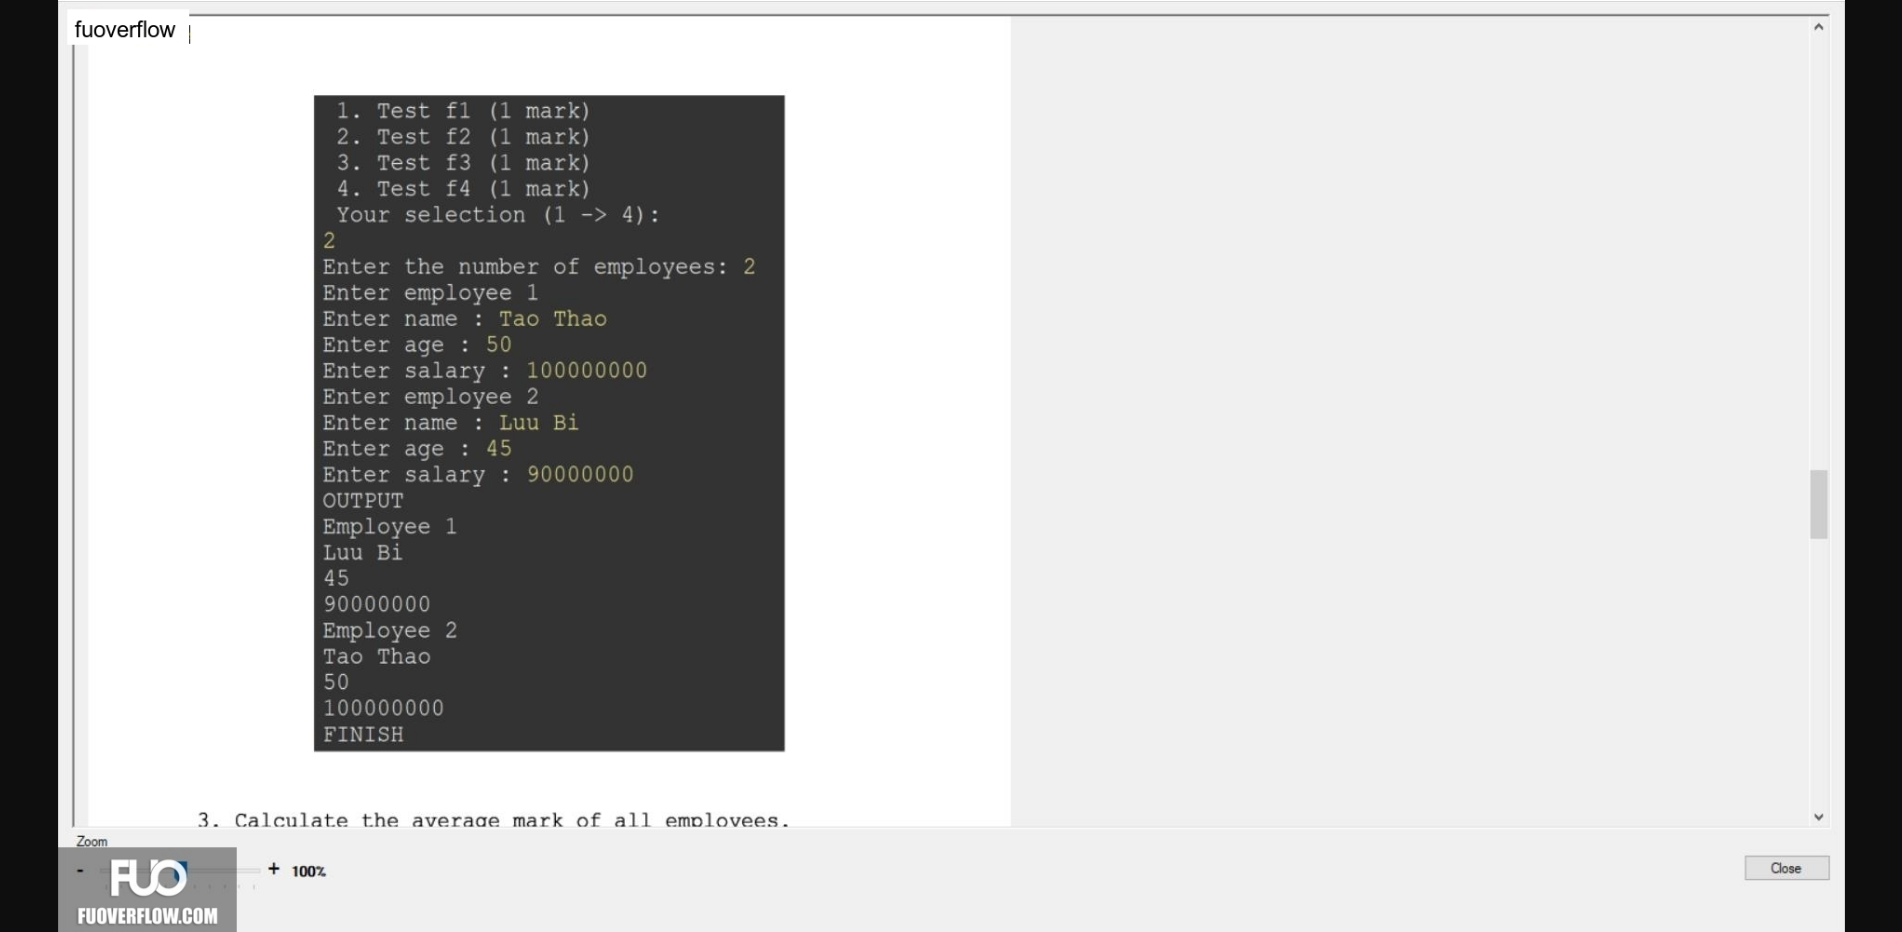 fuoverflow
1. Test f1 (1 mark)
2. Test f2 (1 mark)
3. Test f3 (1 mark)
4. Test f4 (1 mark)
Your selection (1 -> 4):
2
Enter the number of employees: 2
Enter employee 1
Enter name : Tao Thao
Enter age : 50
Enter salary : 100000000
Enter employee 2
Enter name : Luu Bi
Enter age : 45
Enter salary : 90000000
OUTPUT
Employee 1
Luu Bi
45
90000000
Employee 2
Tao Thao
50
100000000
FINISH
3. Calculate the average mark of all employees.
Zoom
- + 100%
Close
FUO
FUOVERFLOW.COM